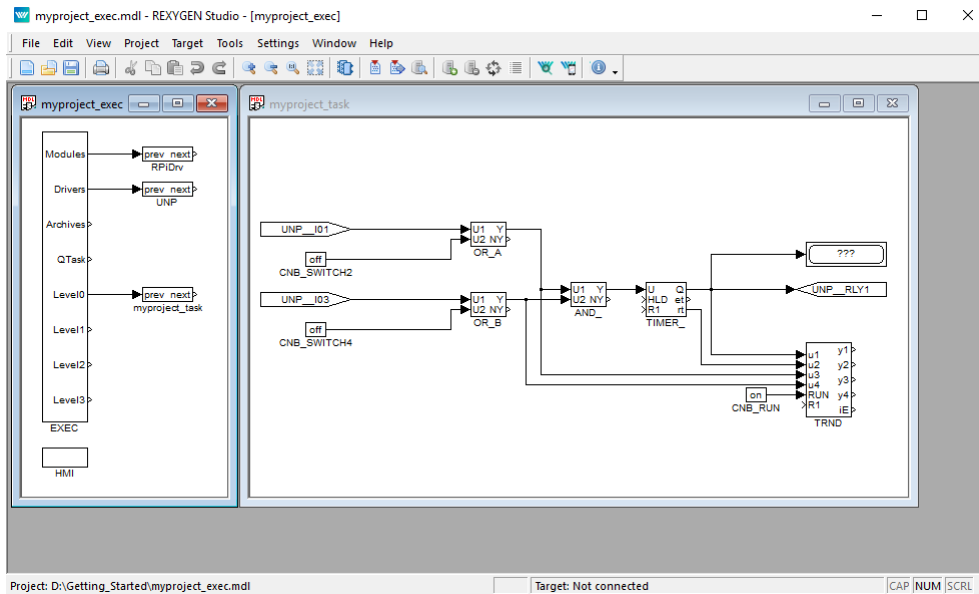 myproject_exec.mdl - REXYGEN Studio - [myproject_exec]
File Edit View Project Target Tools Settings Window Help
myproject_exec
Modules
prev next
RPiDrv
Drivers
prev next
UNP
Archives
QTask
Level0
prev next
myproject_task
Level1
Level2
Level3
EXEC
HMI
myproject_task
UNP__I01
off
CNB_SWITCH2
U1 Y
U2 NY
OR_A
UNP__I03
off
CNB_SWITCH4
U1 Y
U2 NY
OR_B
U1 Y
U2 NY
AND_
U Q
HLD et
R1 rt
TIMER_
???
UNP__RLY1
on
CNB_RUN
u1 y1
u2 y2
u3 y3
u4 y4
RUN
R1 iE
TRND
Project: D:\Getting_Started\myproject_exec.mdl
Target: Not connected
CAP NUM SCRL